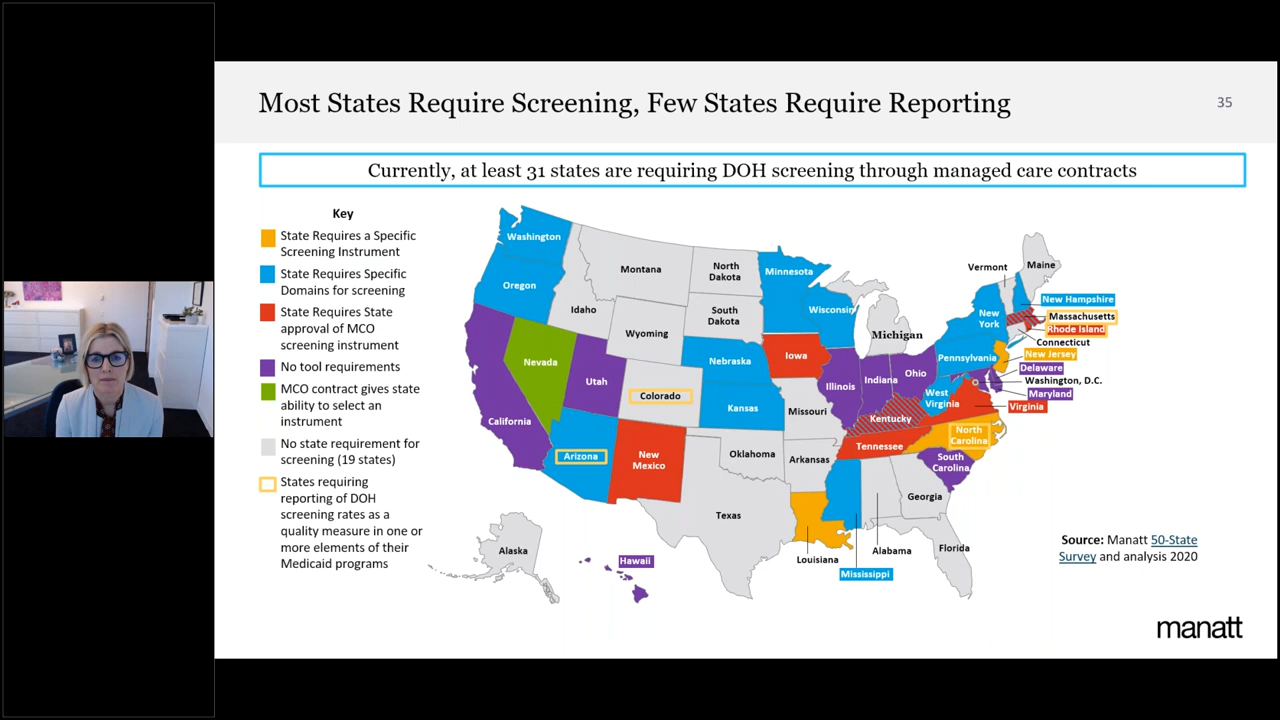 Most States Require Screening, Few States Require Reporting
35
Currently, at least 31 states are requiring DOH screening through managed care contracts
Key
State Requires a Specific
Screening Instrument
State Requires Specific
Domains for screening
State Requires State
approval of MCO
screening instrument
No tool requirements
MCO contract gives state
ability to select an
instrument
No state requirement for
screening (19 states)
States requiring
reporting of DOH
screening rates as a
quality measure in one or
more elements of their
Medicaid programs
Washington
Oregon
California
Nevada
Idaho
Montana
Wyoming
Utah
Colorado
Arizona
New
Mexico
North
Dakota
South
Dakota
Nebraska
Kansas
Oklahoma
Texas
Minnesota
Iowa
Missouri
Arkansas
Louisiana
Wisconsin
Illinois
Indiana
Michigan
Ohio
Kentucky
Tennessee
Mississippi
Alabama
Georgia
Florida
South
Carolina
North
Carolina
West
Virginia
Virginia
Pennsylvania
New
York
Vermont
Maine
New Hampshire
Massachusetts
Rhode Island
Connecticut
New Jersey
Delaware
Washington, D.C.
Maryland
Alaska
Hawaii
Source: Manatt 50-State
Survey and analysis 2020
manatt